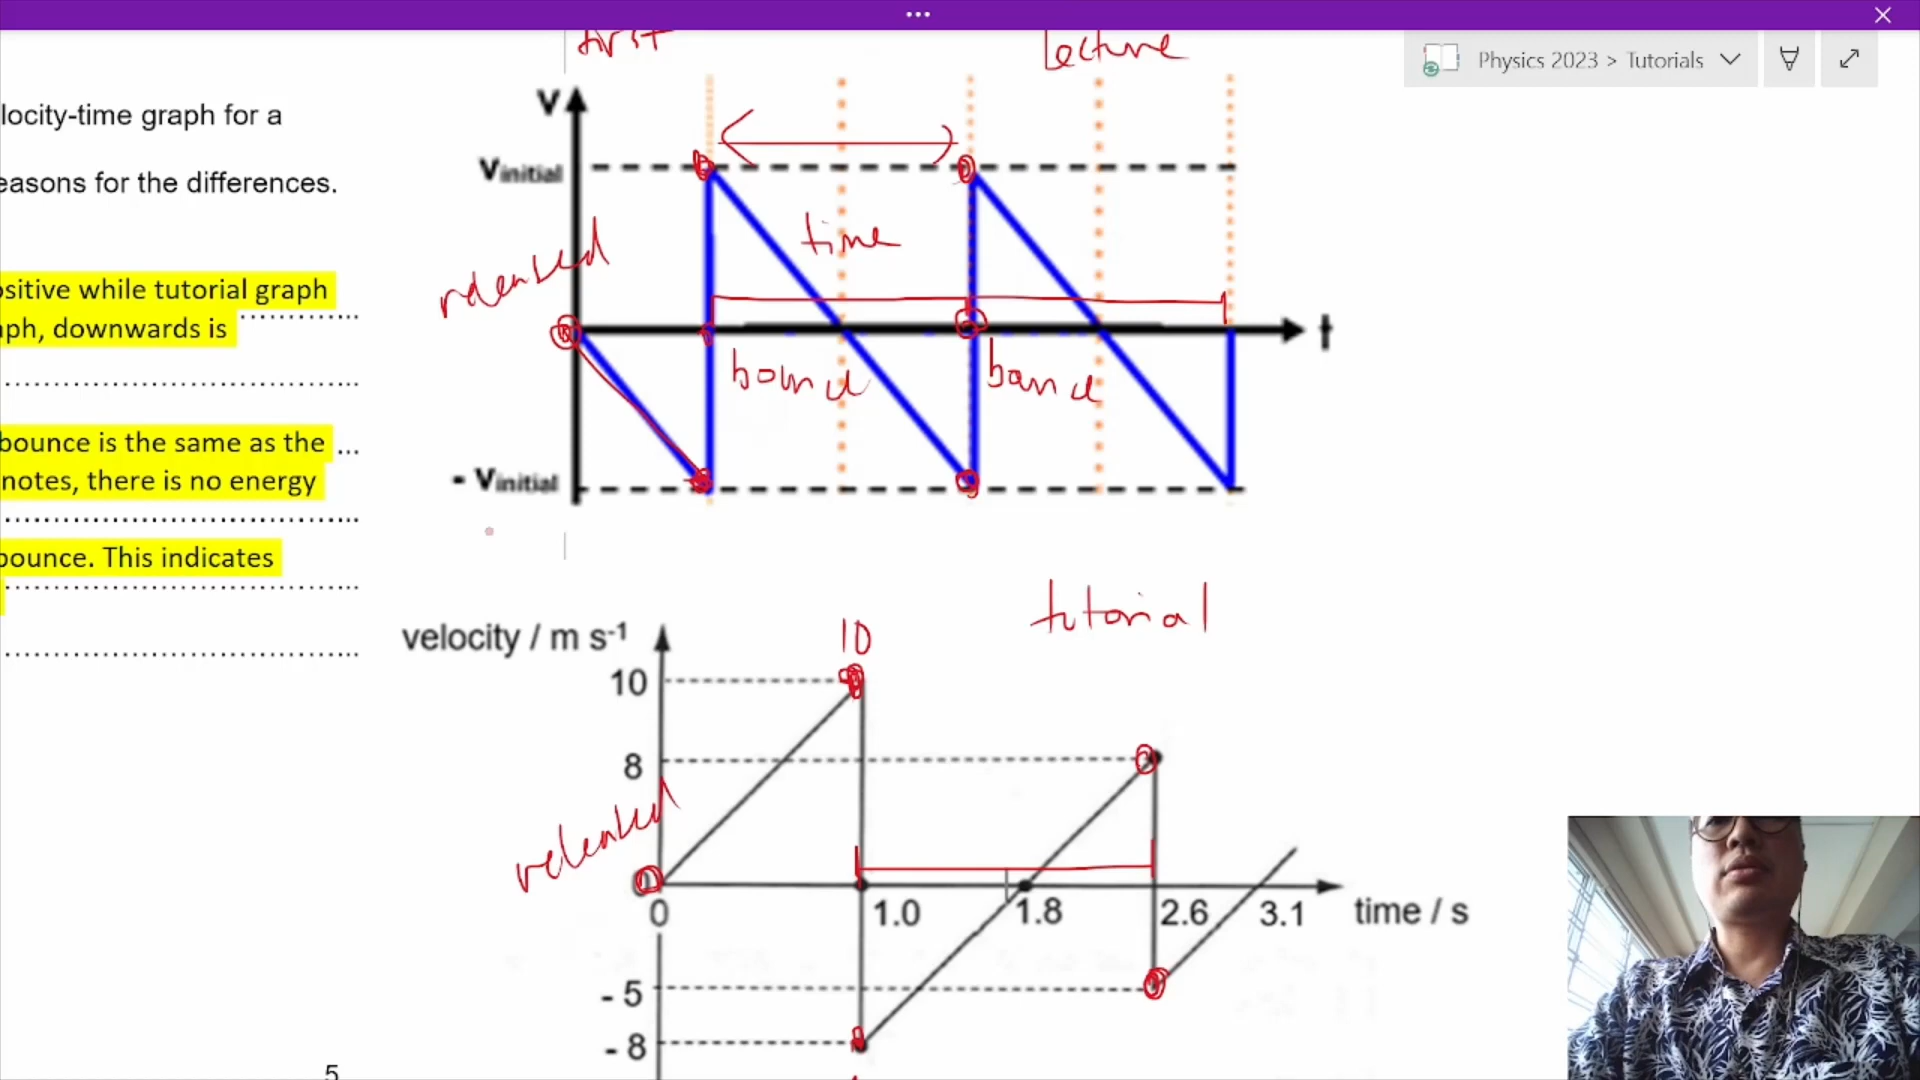 ...
Physics 2023 > Tutorials
first
lecture
locity-time graph for a
easons for the differences.
ositive while tutorial graph
ph, downwards is
bounce is the same as the
notes, there is no energy
bounce. This indicates
v
Vinitial
time
released
t
bounce
bounce
- Vinitial
tutorial
velocity / m s-1
10
10
8
released
0
0
1.0
1.8
2.6
3.1
time / s
- 5
- 8
5